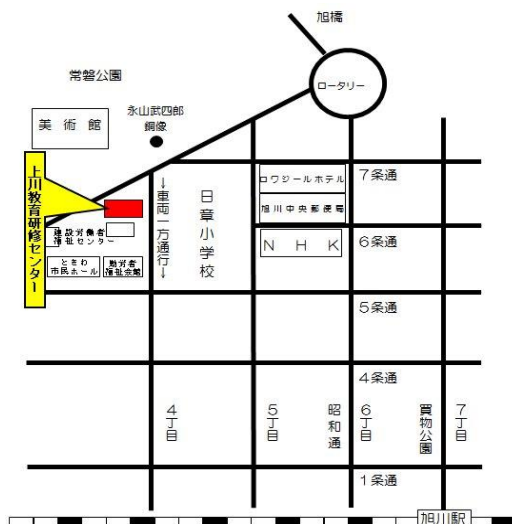 旭橋
常磐公園
ロータリー
永山武四郎
銅像
美術館
上川教育研修センター
7条通
ロワジールホテル
旭川中央郵便局
↓車両一方通行↓
日章小学校
建設労働者
福祉センター
6条通
NHK
ときわ
市民ホール
勤労者
福祉会館
5条通
4条通
4丁目
5丁目
昭和通
6丁目
買物公園
7丁目
1条通
旭川駅